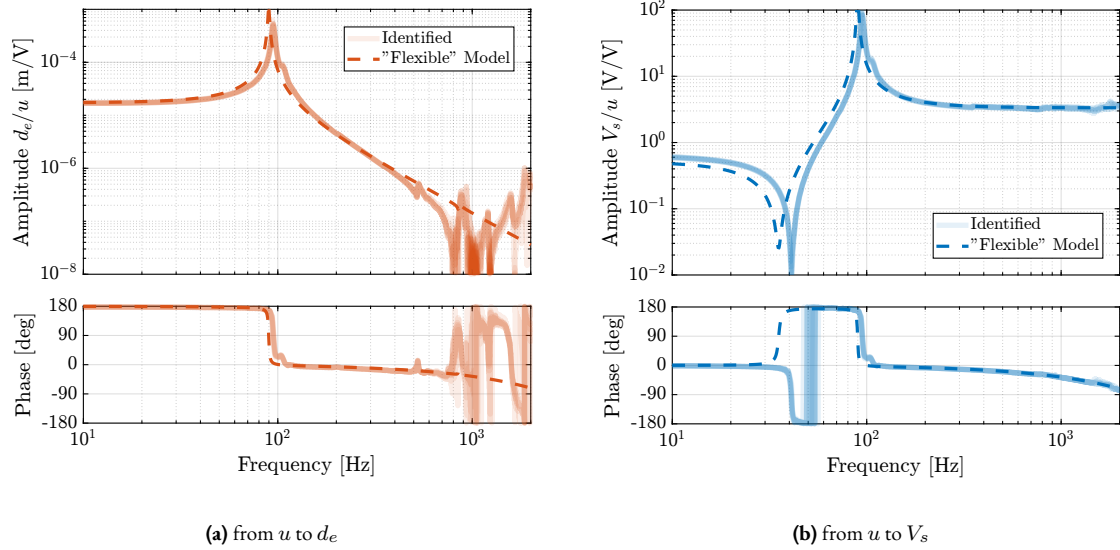 Amplitude d_e/u [m/V]
10^{-4}
10^{-6}
10^{-8}
Identified
"Flexible" Model
Phase [deg]
180
90
0
-90
-180
10^1
10^2
10^3
Frequency [Hz]
(a) from u to d_e
Amplitude V_s/u [V/V]
10^2
10^1
10^0
10^{-1}
10^{-2}
Identified
"Flexible" Model
Phase [deg]
180
90
0
-90
-180
10^1
10^2
10^3
Frequency [Hz]
(b) from u to V_s